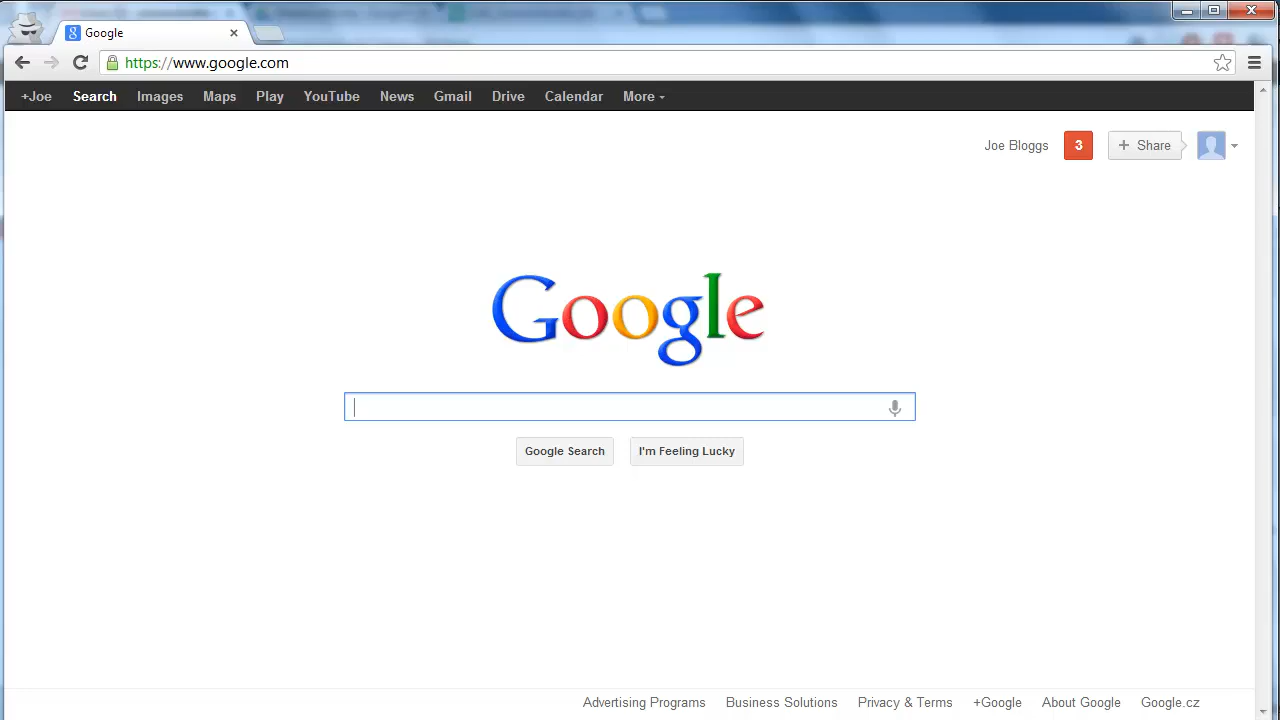 Google
https://www.google.com
+Joe Search Images Maps Play YouTube News Gmail Drive Calendar More
Joe Bloggs 3 + Share
Google
Google Search I'm Feeling Lucky
Advertising Programs Business Solutions Privacy & Terms +Google About Google Google.cz